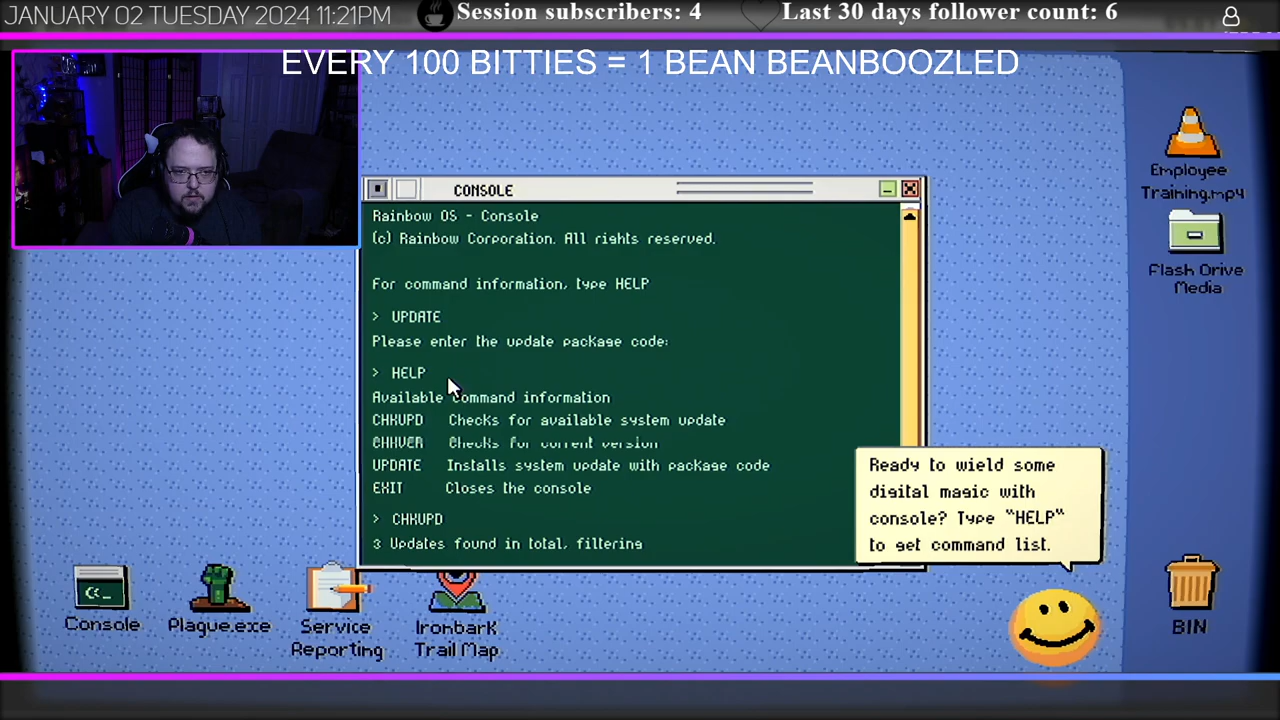 JANUARY 02 TUESDAY 2024 11:21PM
Session subscribers: 4
Last 30 days follower count: 6
EVERY 100 BITTIES = 1 BEAN BEANBOOZLED
Employee
Training.mp4
Flash Drive
Media
CONSOLE
Rainbow OS - Console
(c) Rainbow Corporation. All rights reserved.
For command information, type HELP
> UPDATE
Please enter the update package code:
> HELP
Available command information
CHKUPD Checks for available system update
CHKVER Checks for current version
UPDATE Installs system update with package code
EXIT Closes the console
> CHKUPD
3 Updates found in total, filtering
Ready to wield some
digital magic with
console? Type "HELP"
to get command list.
Console
Plague.exe
Service
Reporting
Ironbark
Trail Map
BIN